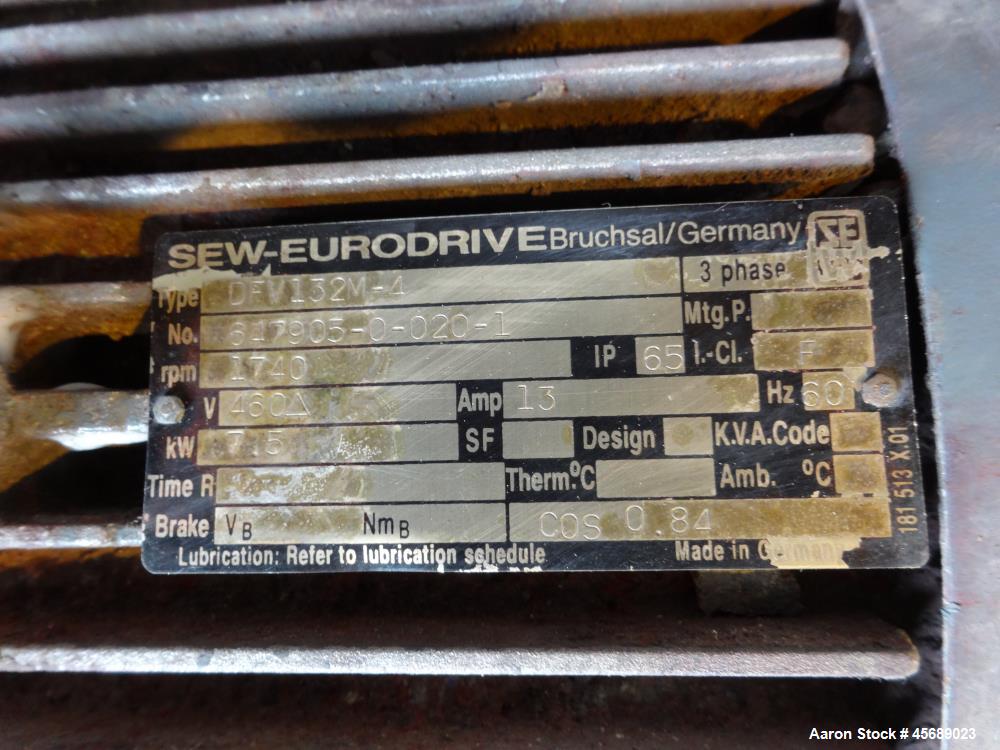 SEW-EURODRIVE Bruchsal/Germany SEW
Type DFV132M-4 3 phase
No. 647905-0-020-1 Mtg.P.
rpm 1740 IP 65 I.-Cl. F
V 460Δ Amp 13 Hz 60
kW 7.5 SF Design K.V.A.Code
Time R Therm.°C Amb. °C
Brake VB NmB COS 0.84
Lubrication: Refer to lubrication schedule Made in Germany
181 513 X.01
Aaron Stock # 45689023